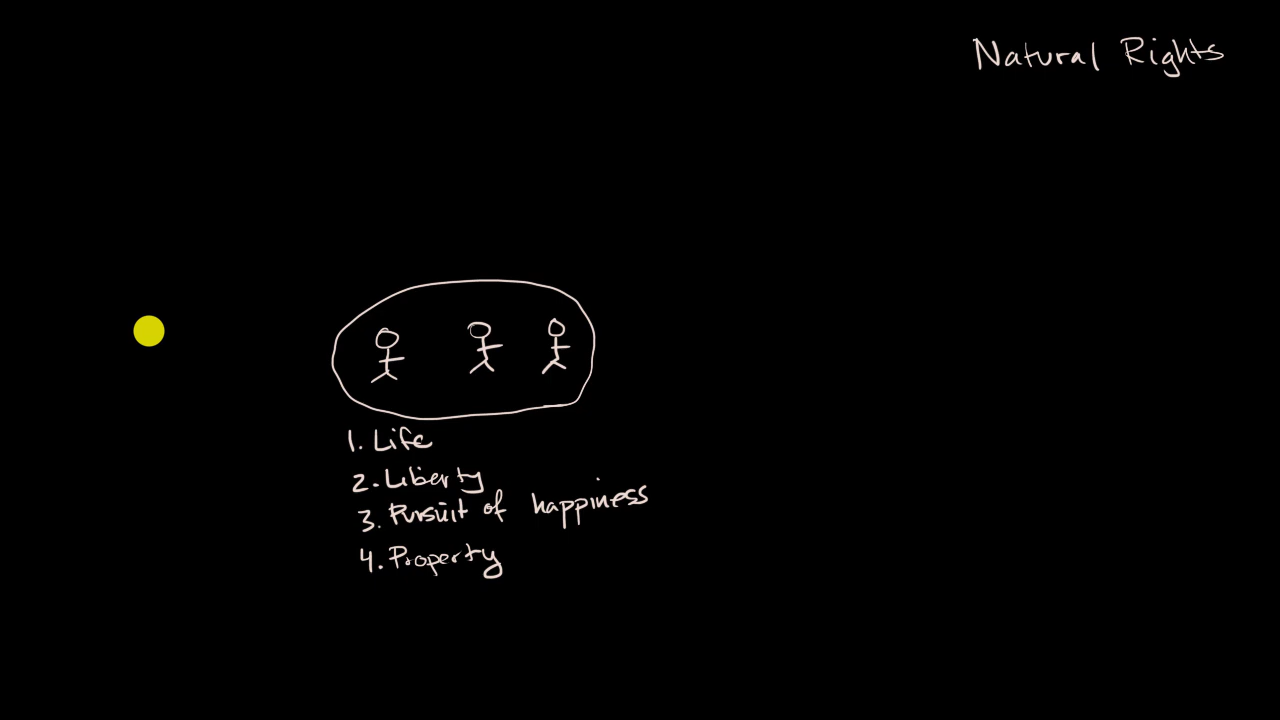 Natural Rights
1. Life
2. Liberty
3. Pursuit of happiness
4. Property